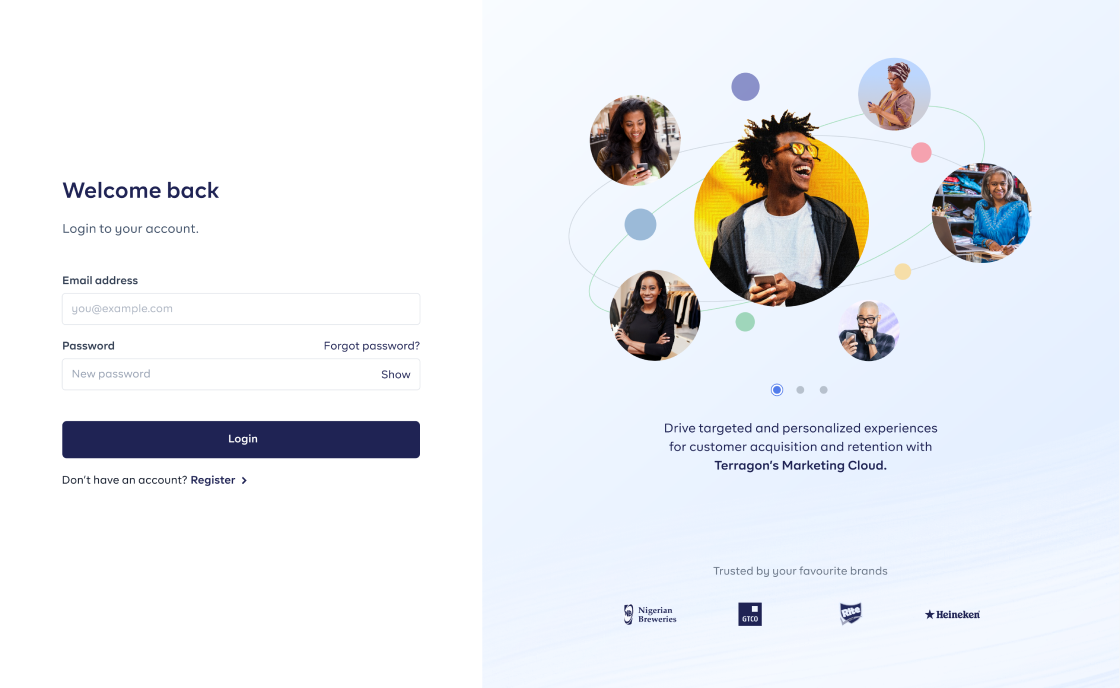 Welcome back
Login to your account.
Email address
you@example.com
Password
Forgot password?
New password
Show
Login
Don't have an account? Register
Drive targeted and personalized experiences
for customer acquisition and retention with
Terragon's Marketing Cloud.
Trusted by your favourite brands
Nigerian
Breweries
GTCO
Rite
Heineken